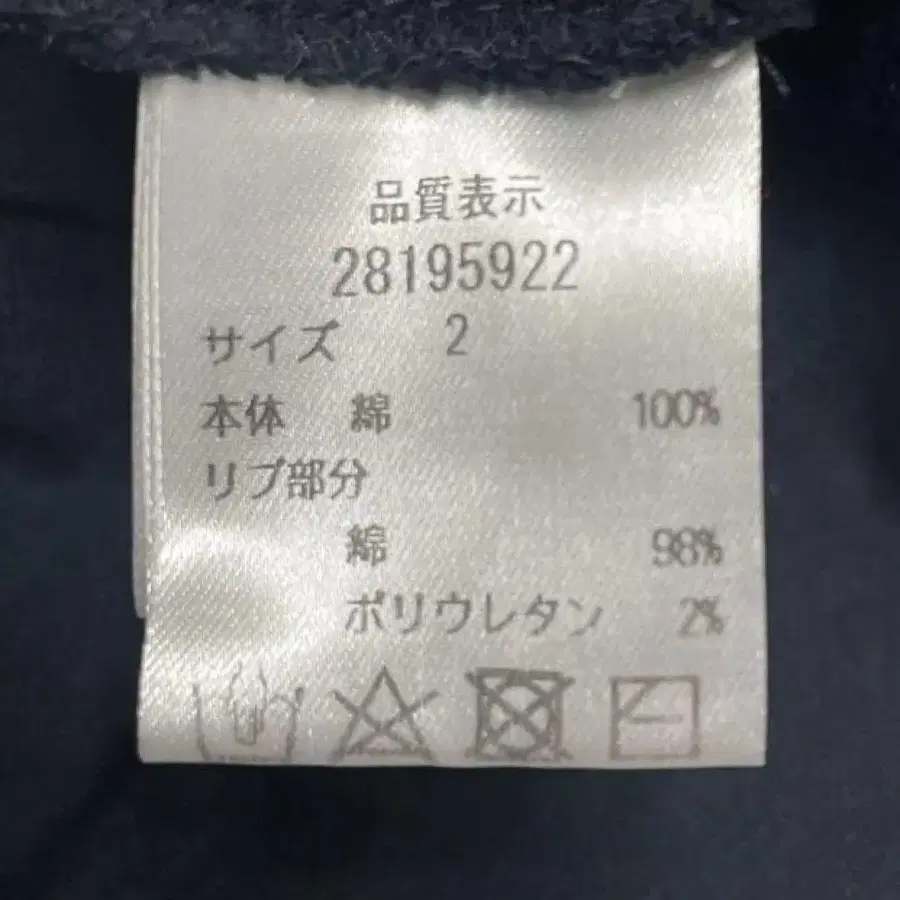 品質表示
28195922
サイズ 2
本体 綿 100%
リブ部分
綿 98%
ポリウレタン 2%